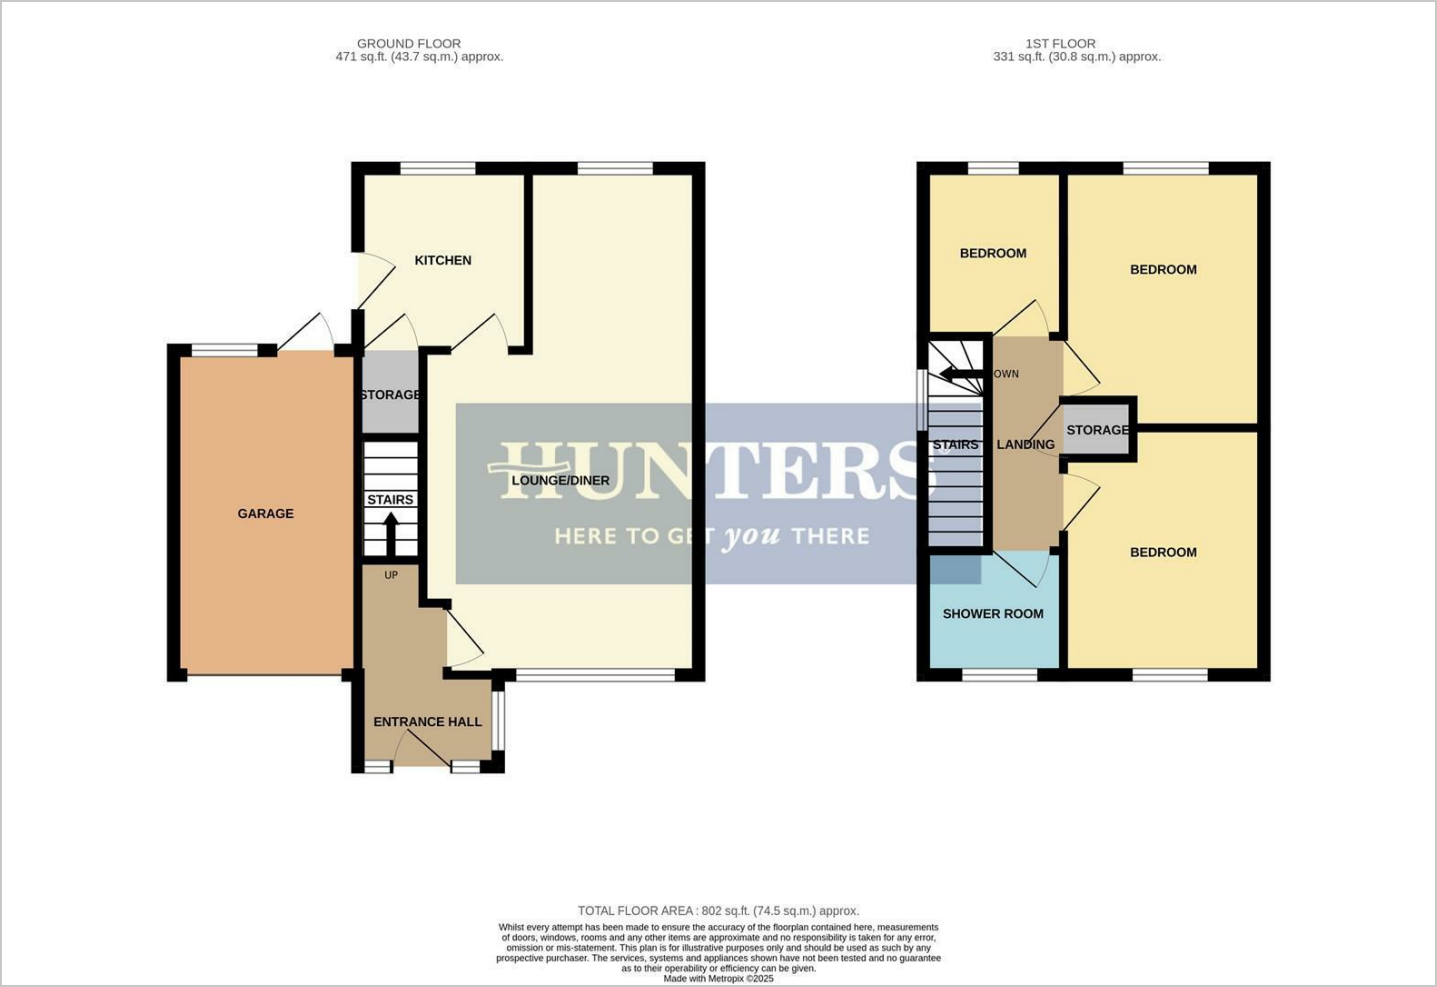 GROUND FLOOR
471 sq.ft. (43.7 sq.m.) approx.
1ST FLOOR
331 sq.ft. (30.8 sq.m.) approx.
KITCHEN
STORAGE
GARAGE
STAIRS
UP
LOUNGE/DINER
ENTRANCE HALL
BEDROOM
BEDROOM
OWN
STAIRS
LANDING
STORAGE
BEDROOM
SHOWER ROOM
HUNTERS®
HERE TO GET you THERE
TOTAL FLOOR AREA : 802 sq.ft. (74.5 sq.m.) approx.
Whilst every attempt has been made to ensure the accuracy of the floorplan contained here, measurements
of doors, windows, rooms and any other items are approximate and no responsibility is taken for any error,
omission or mis-statement. This plan is for illustrative purposes only and should be used as such by any
prospective purchaser. The services, systems and appliances shown have not been tested and no guarantee
as to their operability or efficiency can be given.
Made with Metropix ©2025